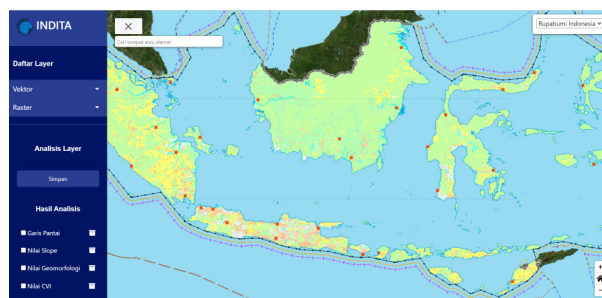 INDITA
Daftar Layer
Vektor
Raster
Analisis Layer
Simpan
Hasil Analisis
Garis Pantai
Nilai Slope
Nilai Geomorfologi
Nilai CVI
Cari tempat atau alamat
Rupabumi Indonesia